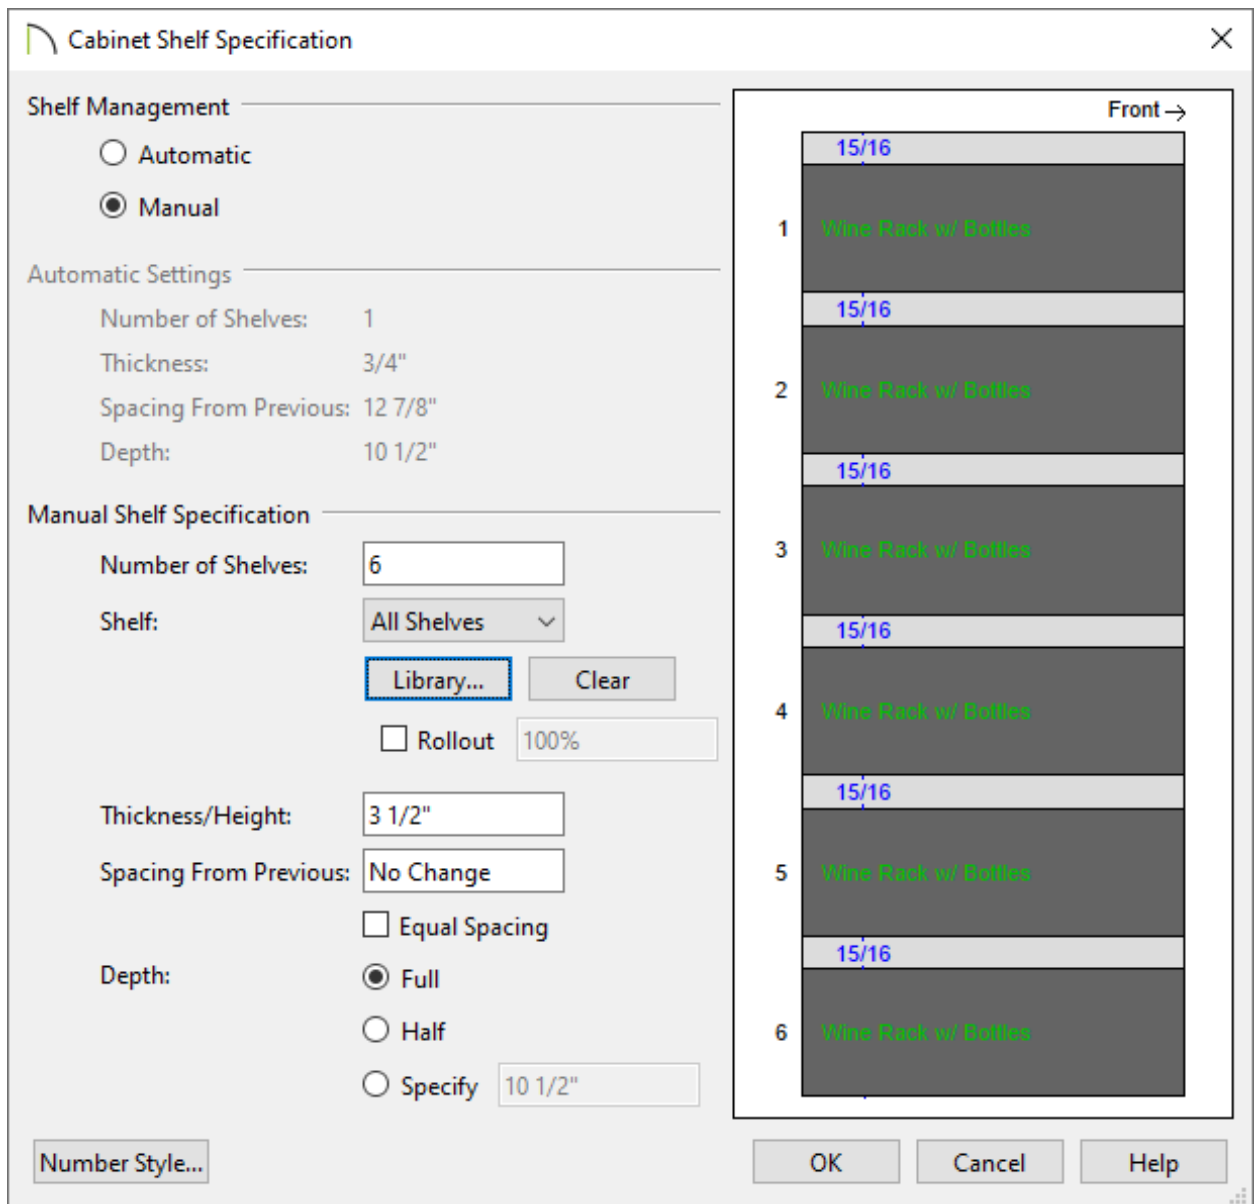 Cabinet Shelf Specification
Shelf Management
Automatic
Manual
Automatic Settings
Number of Shelves: 1
Thickness: 3/4"
Spacing From Previous: 12 7/8"
Depth: 10 1/2"
Manual Shelf Specification
Number of Shelves: 6
Shelf: All Shelves
Library... Clear
Rollout 100%
Thickness/Height: 3 1/2"
Spacing From Previous: No Change
Equal Spacing
Depth: Full
Half
Specify 10 1/2"
Front
15/16
1 Wine Rack w/ Bottles
15/16
2 Wine Rack w/ Bottles
15/16
3 Wine Rack w/ Bottles
15/16
4 Wine Rack w/ Bottles
15/16
5 Wine Rack w/ Bottles
15/16
6 Wine Rack w/ Bottles
Number Style... OK Cancel Help